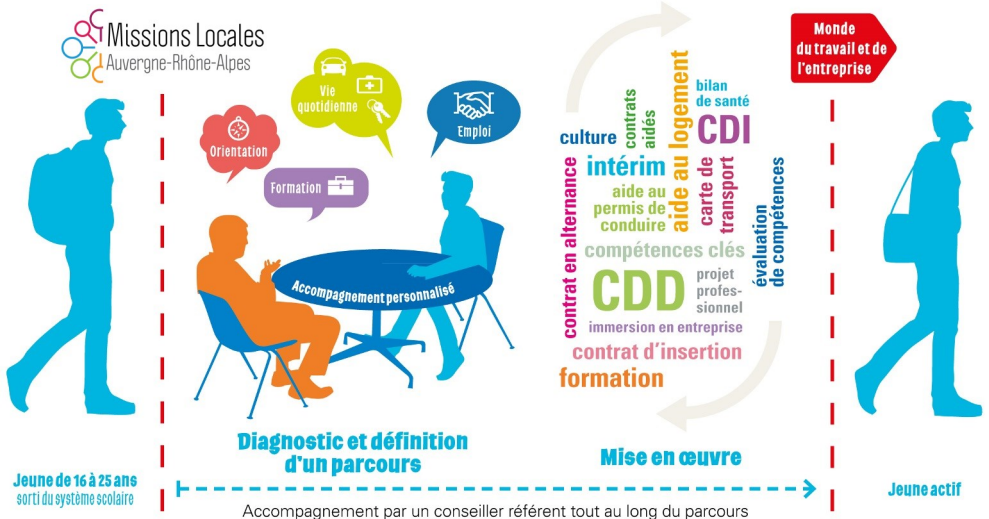 Missions Locales
Auvergne-Rhône-Alpes
Monde
du travail et de
l'entreprise
Orientation
Vie
quotidienne
Emploi
Formation
Accompagnement personnalisé
culture
contrats
aidés
aide au logement
bilan
de santé
CDI
intérim
contrat en alternance
aide au
permis de
conduire
carte de
transport
évaluation
de compétences
compétences clés
CDD
projet
profes-
sionnel
immersion en entreprise
contrat d'insertion
formation
Diagnostic et définition
d'un parcours
Mise en œuvre
Jeune de 16 à 25 ans
sorti du système scolaire
Jeune actif
Accompagnement par un conseiller référent tout au long du parcours